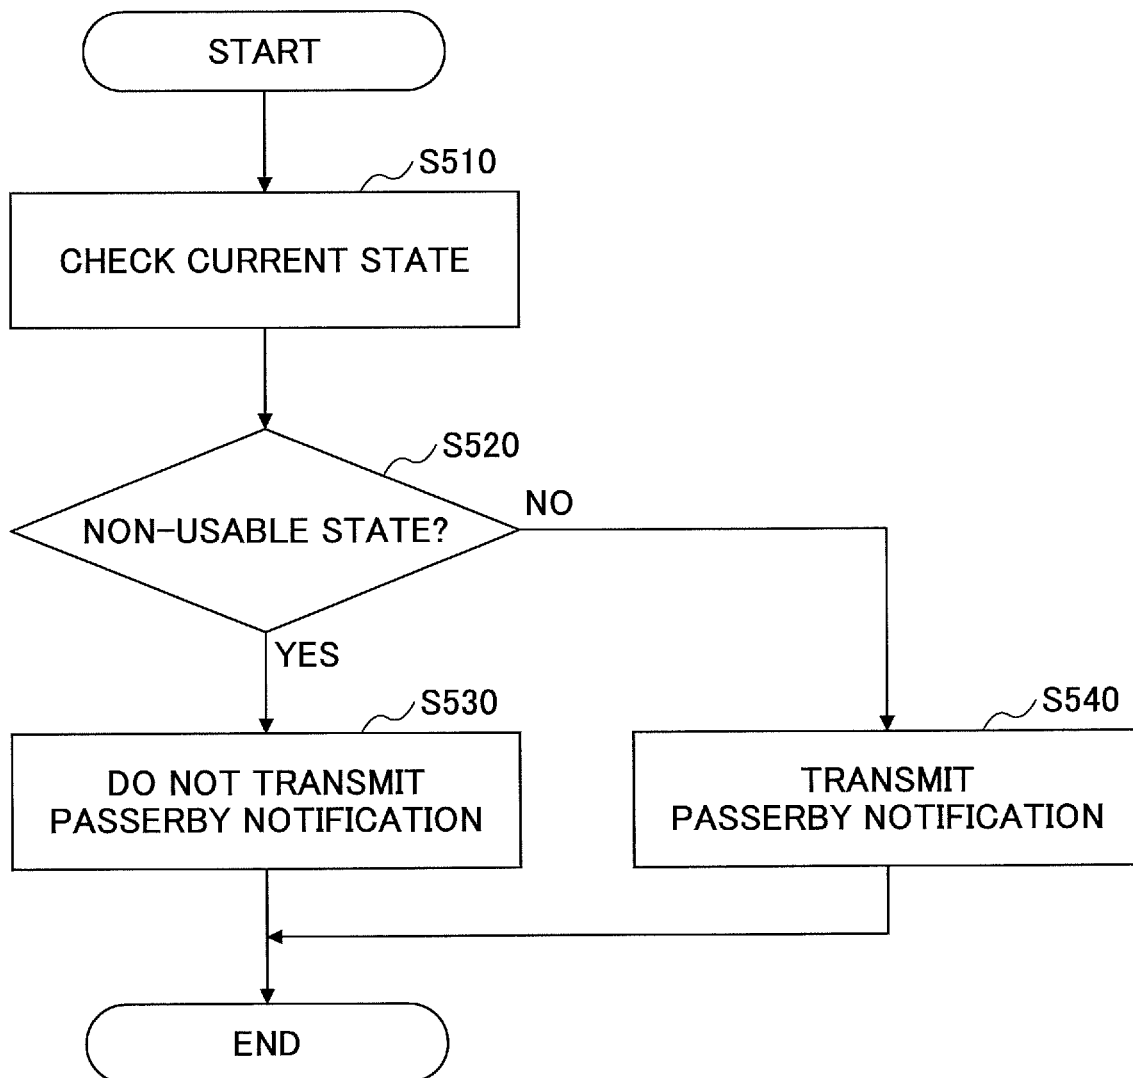 START
S510
CHECK CURRENT STATE
S520
NON-USABLE STATE?
NO
YES
S530
DO NOT TRANSMIT
PASSERBY NOTIFICATION
S540
TRANSMIT
PASSERBY NOTIFICATION
END